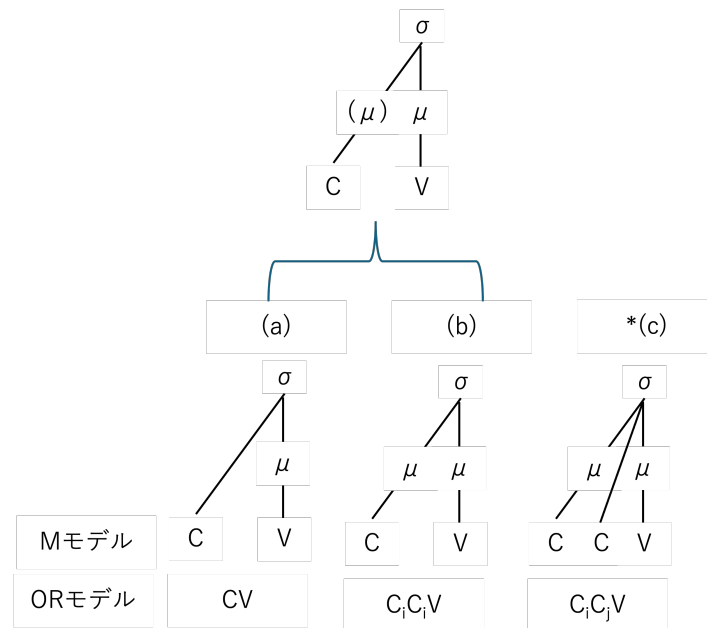 σ
(μ) μ
C V
(a) (b) *(c)
σ σ σ
μ μ μ μ μ
Mモデル C V C V C C V
ORモデル CV CᵢCᵢV CᵢCⱼV